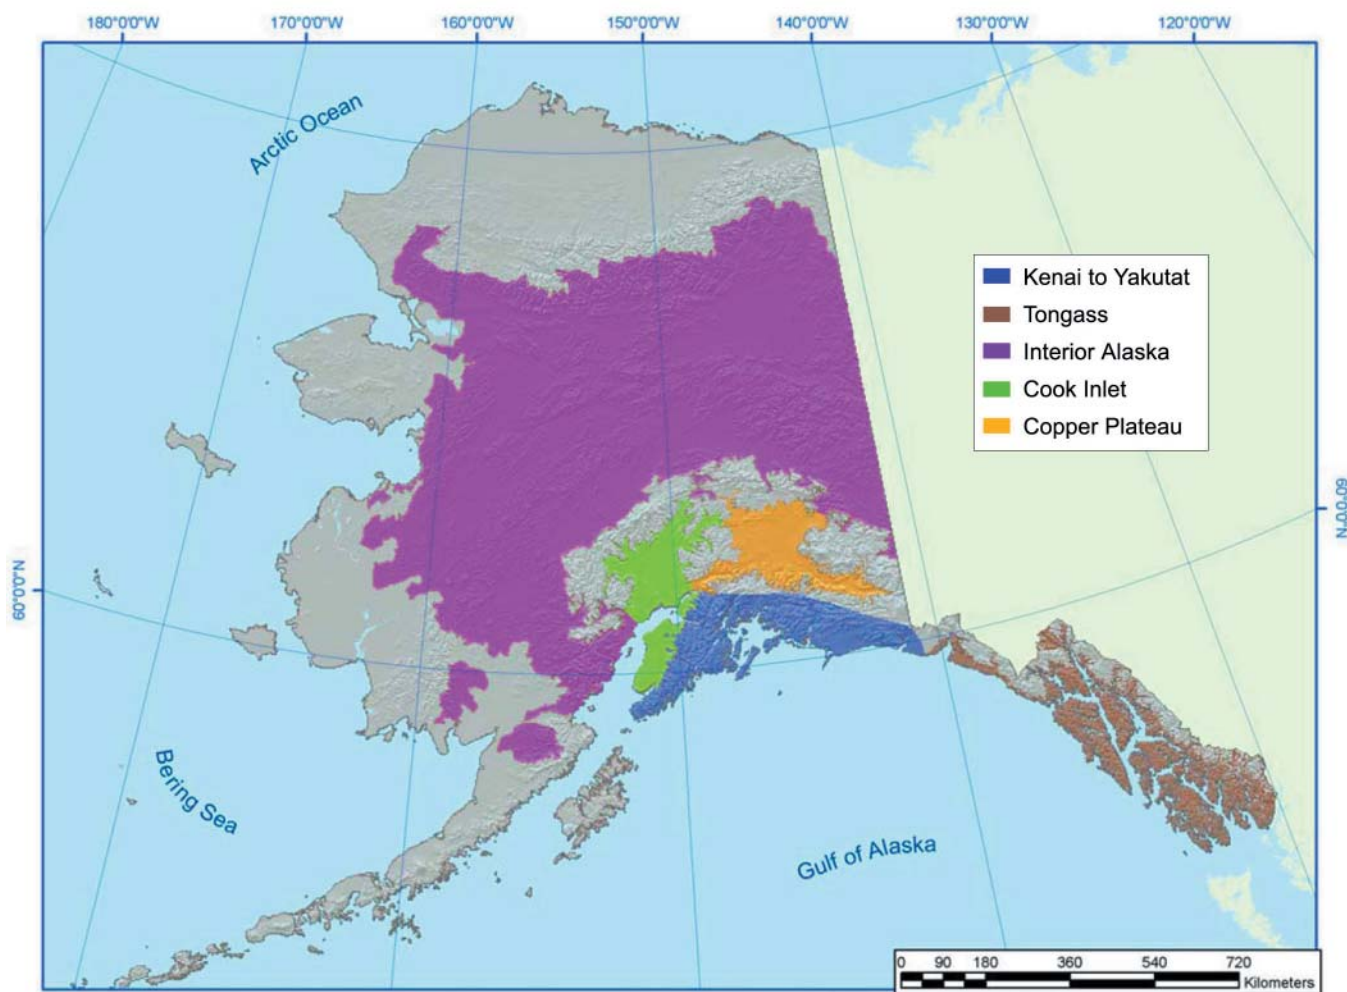 180°0'0"W
170°0'0"W
160°0'0"W
150°0'0"W
140°0'0"W
130°0'0"W
120°0'0"W
Arctic Ocean
Kenai to Yakutat
Tongass
Interior Alaska
Cook Inlet
Copper Plateau
60°0'0"N
60°0'0"N
Bering Sea
Gulf of Alaska
0 90 180 360 540 720
Kilometers